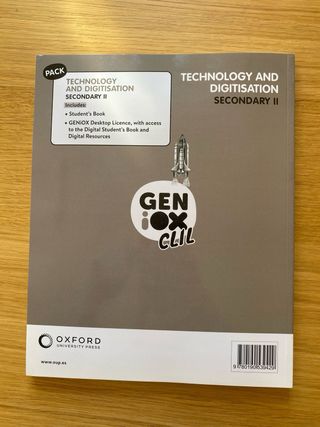 PACK
TECHNOLOGY
AND DIGITISATION
SECONDARY II
Includes:
• Student's Book
• GENiOX Desktop Licence, with access
to the Digital Student's Book and
Digital Resources
TECHNOLOGY AND
DIGITISATION
SECONDARY II
GEN
iOX
CLIL
OXFORD
UNIVERSITY PRESS
www.oup.es